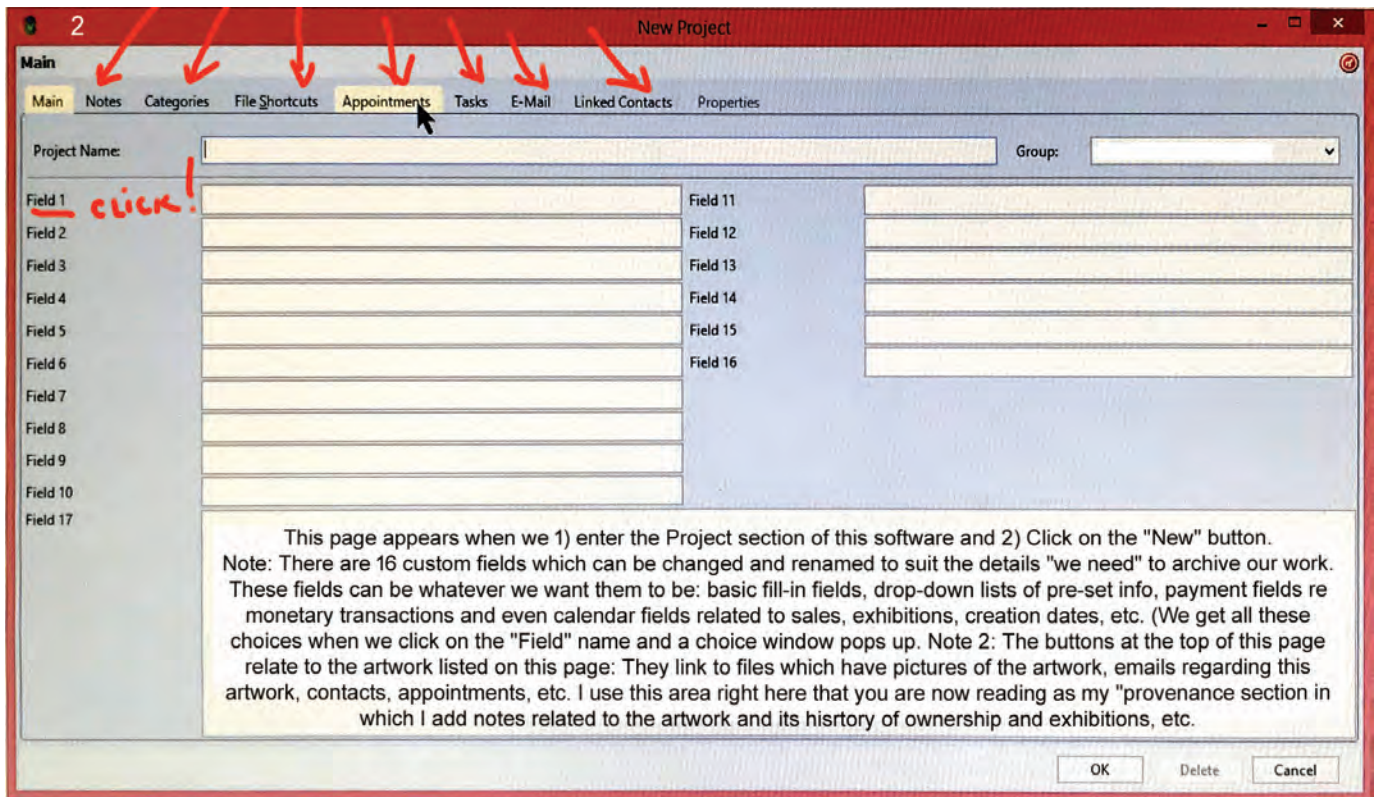 2
New Project
Main
Main Notes Categories File Shortcuts Appointments Tasks E-Mail Linked Contacts Properties
Project Name: Group:
Field 1 click! Field 11
Field 2 Field 12
Field 3 Field 13
Field 4 Field 14
Field 5 Field 15
Field 6 Field 16
Field 7
Field 8
Field 9
Field 10
Field 17
This page appears when we 1) enter the Project section of this software and 2) Click on the "New" button.
Note: There are 16 custom fields which can be changed and renamed to suit the details "we need" to archive our work.
These fields can be whatever we want them to be: basic fill-in fields, drop-down lists of pre-set info, payment fields re
monetary transactions and even calendar fields related to sales, exhibitions, creation dates, etc. (We get all these
choices when we click on the "Field" name and a choice window pops up. Note 2: The buttons at the top of this page
relate to the artwork listed on this page: They link to files which have pictures of the artwork, emails regarding this
artwork, contacts, appointments, etc. I use this area right here that you are now reading as my "provenance section in
which I add notes related to the artwork and its hisrtory of ownership and exhibitions, etc.
OK Delete Cancel